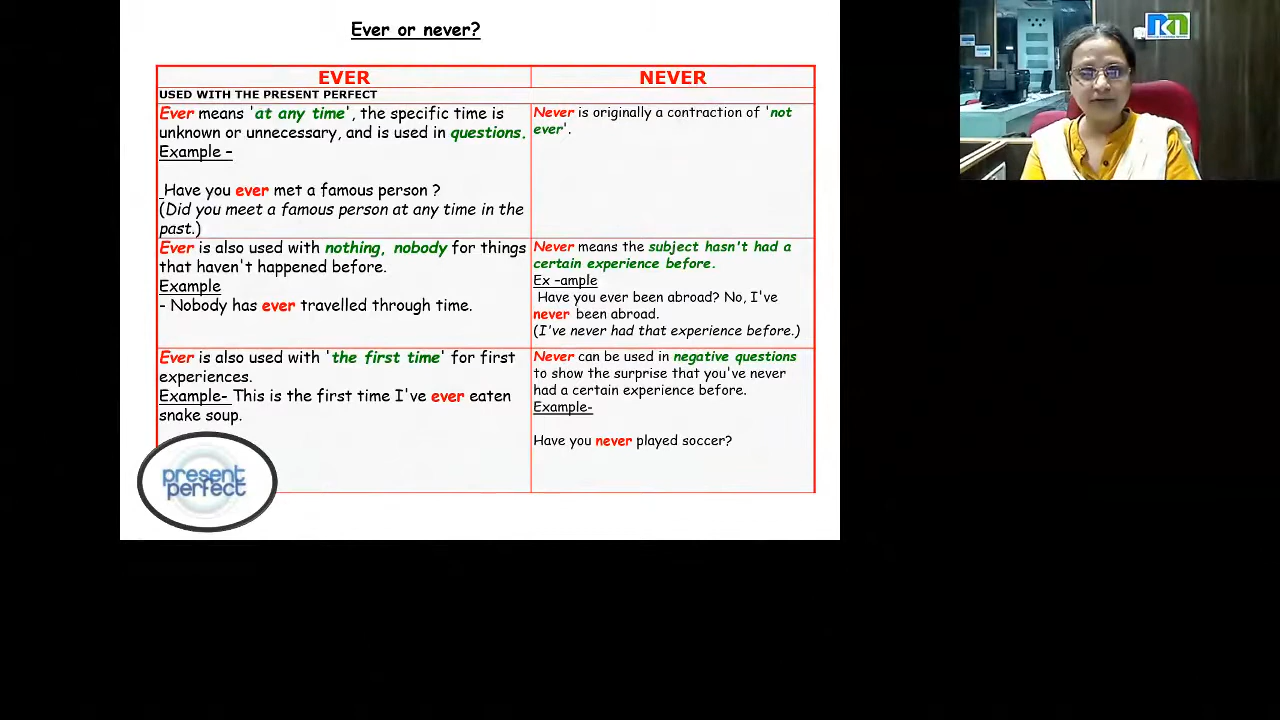 Ever or never?
EVER
NEVER
USED WITH THE PRESENT PERFECT
Ever means 'at any time', the specific time is
unknown or unnecessary, and is used in questions.
Example –
Have you ever met a famous person ?
(Did you meet a famous person at any time in the
past.)
Never is originally a contraction of 'not
ever'.
Ever is also used with nothing, nobody for things
that haven't happened before.
Example
- Nobody has ever travelled through time.
Never means the subject hasn't had a
certain experience before.
Ex –ample
Have you ever been abroad? No, I've
never been abroad.
(I've never had that experience before.)
Ever is also used with 'the first time' for first
experiences.
Example- This is the first time I've ever eaten
snake soup.
Never can be used in negative questions
to show the surprise that you've never
had a certain experience before.
Example-
Have you never played soccer?
present
perfect